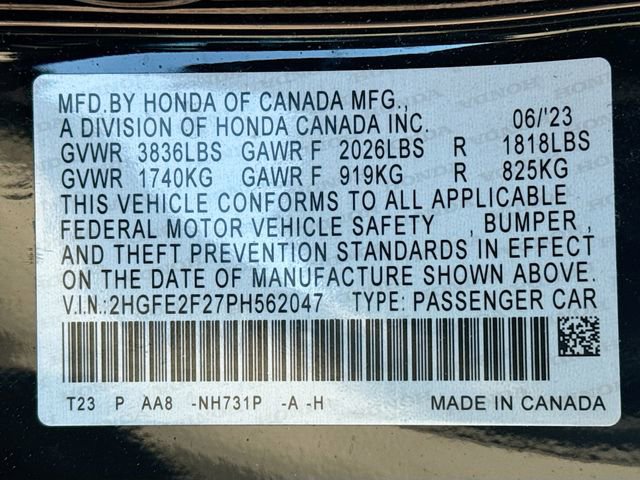 MFD.BY HONDA OF CANADA MFG.,
A DIVISION OF HONDA CANADA INC. 06/'23
GVWR 3836LBS GAWR F 2026LBS R 1818LBS
GVWR 1740KG GAWR F 919KG R 825KG
THIS VEHICLE CONFORMS TO ALL APPLICABLE
FEDERAL MOTOR VEHICLE SAFETY , BUMPER ,
AND THEFT PREVENTION STANDARDS IN EFFECT
ON THE DATE OF MANUFACTURE SHOWN ABOVE.
V.I.N.:2HGFE2F27PH562047 TYPE: PASSENGER CAR
T23 P AA8 -NH731P -A -H MADE IN CANADA